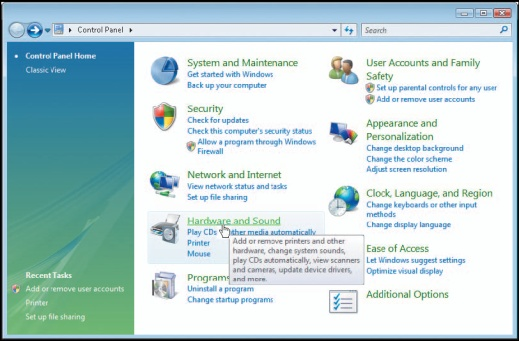 Control Panel
Search
Control Panel Home
Classic View
System and Maintenance
Get started with Windows
Back up your computer
Security
Check for updates
Check this computer's security status
Allow a program through Windows
Firewall
Network and Internet
View network status and tasks
Set up file sharing
Hardware and Sound
Play CDs other media automatically
Printer
Mouse
Add or remove printers and other
hardware, change system sounds,
play CDs automatically, view scanners
and cameras, update device drivers,
and more.
Programs
Uninstall a program
Change startup programs
User Accounts and Family
Safety
Set up parental controls for any user
Add or remove user accounts
Appearance and
Personalization
Change desktop background
Change the color scheme
Adjust screen resolution
Clock, Language, and Region
Change keyboards or other input
methods
Change display language
Ease of Access
Let Windows suggest settings
Optimize visual display
Additional Options
Recent Tasks
Add or remove user accounts
Printer
Set up file sharing